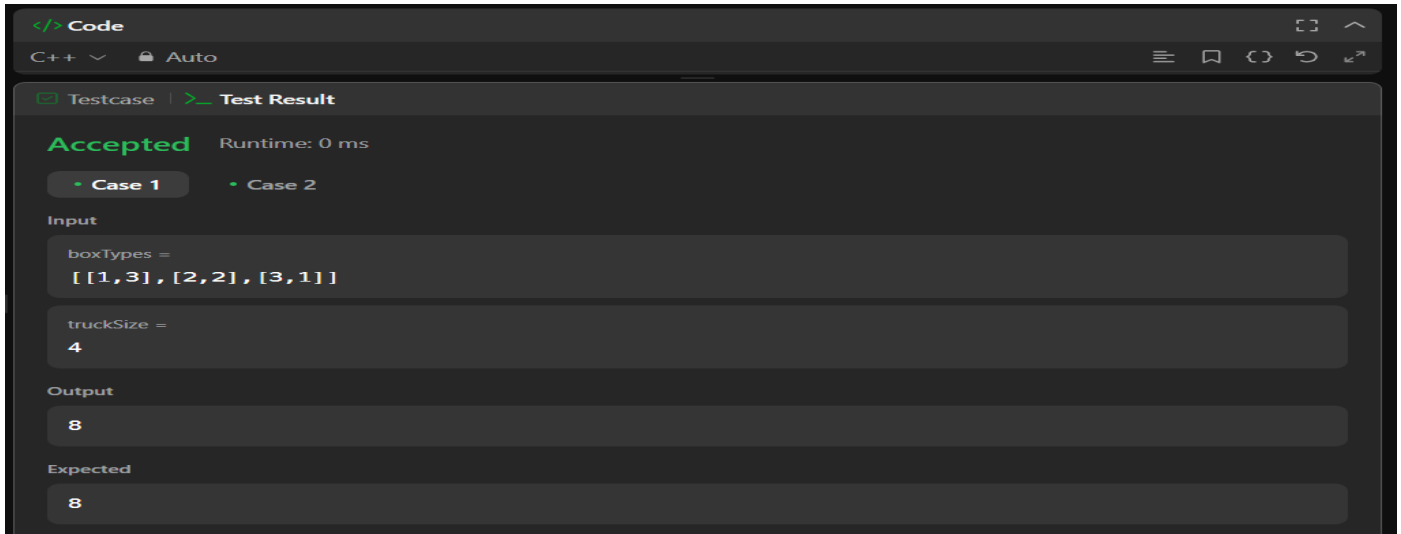 </> Code
C++ Auto
Testcase | >_ Test Result
Accepted Runtime: 0 ms
• Case 1 • Case 2
Input
boxTypes =
[[1,3],[2,2],[3,1]]
truckSize =
4
Output
8
Expected
8